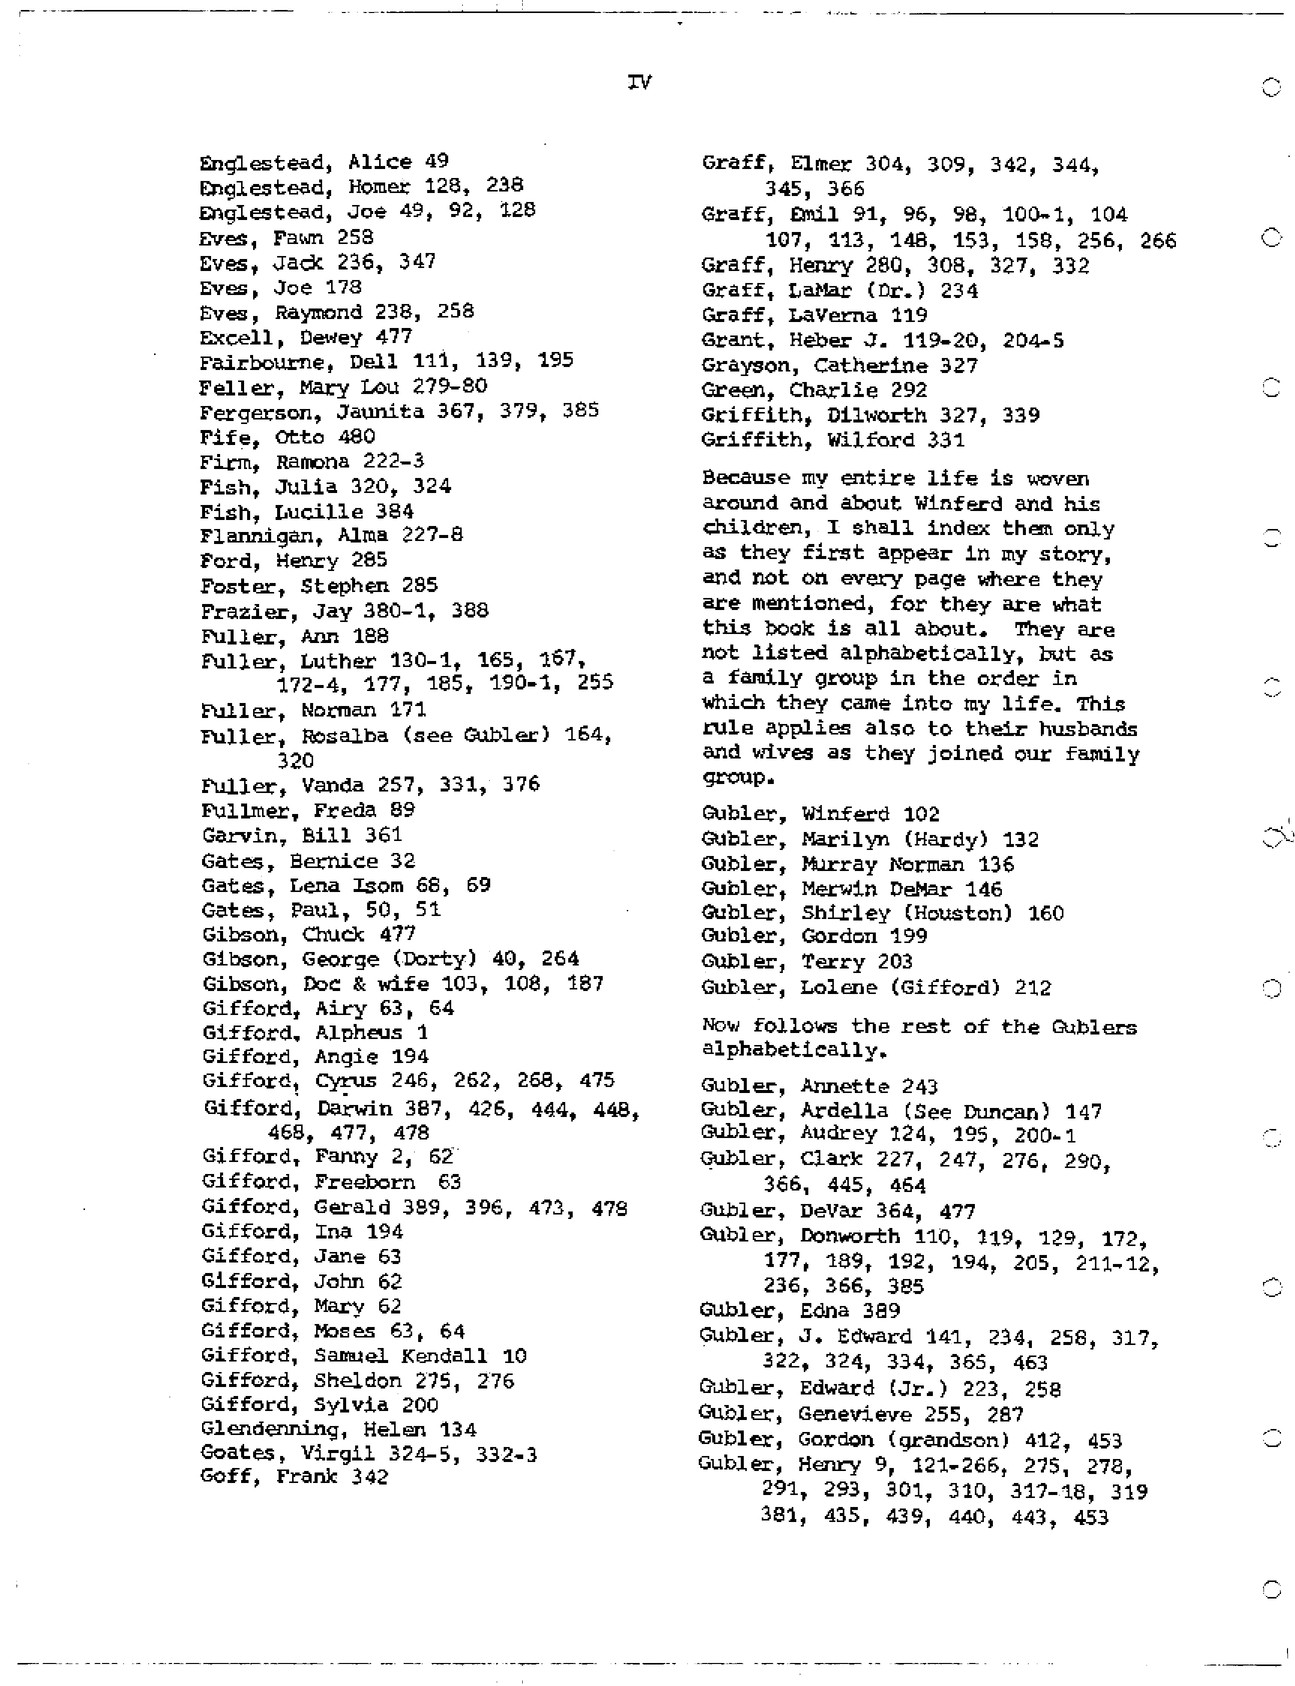 IV
Englestead, Alice 49
Englestead, Homer 128, 238
Englestead, Joe 49, 92, 128
Eves, Fawn 258
Eves, Jack 236, 347
Eves, Joe 178
Eves, Raymond 238, 258
Excell, Dewey 477
Fairbourne, Dell 111, 139, 195
Feller, Mary Lou 279-80
Fergerson, Jaunita 367, 379, 385
Fife, Otto 480
Firm, Ramona 222-3
Fish, Julia 320, 324
Fish, Lucille 384
Flannigan, Alma 227-8
Ford, Henry 285
Foster, Stephen 285
Frazier, Jay 380-1, 388
Fuller, Ann 188
Fuller, Luther 130-1, 165, 167,
172-4, 177, 185, 190-1, 255
Fuller, Norman 171
Fuller, Rosalba (see Gubler) 164,
320
Fuller, Vanda 257, 331, 376
Fullmer, Freda 89
Garvin, Bill 361
Gates, Bernice 32
Gates, Lena Isom 68, 69
Gates, Paul, 50, 51
Gibson, Chuck 477
Gibson, George (Dorty) 40, 264
Gibson, Doc & wife 103, 108, 187
Gifford, Airy 63, 64
Gifford, Alpheus 1
Gifford, Angie 194
Gifford, Cyrus 246, 262, 268, 475
Gifford, Darwin 387, 426, 444, 448,
468, 477, 478
Gifford, Fanny 2, 62
Gifford, Freeborn 63
Gifford, Gerald 389, 396, 473, 478
Gifford, Ina 194
Gifford, Jane 63
Gifford, John 62
Gifford, Mary 62
Gifford, Moses 63, 64
Gifford, Samuel Kendall 10
Gifford, Sheldon 275, 276
Gifford, Sylvia 200
Glendenning, Helen 134
Goates, Virgil 324-5, 332-3
Goff, Frank 342
Graff, Elmer 304, 309, 342, 344,
345, 366
Graff, Emil 91, 96, 98, 100-1, 104
107, 113, 148, 153, 158, 256, 266
Graff, Henry 280, 308, 327, 332
Graff, LaMar (Dr.) 234
Graff, LaVerna 119
Grant, Heber J. 119-20, 204-5
Grayson, Catherine 327
Green, Charlie 292
Griffith, Dilworth 327, 339
Griffith, Wilford 331
Because my entire life is woven
around and about Winferd and his
children, I shall index them only
as they first appear in my story,
and not on every page where they
are mentioned, for they are what
this book is all about. They are
not listed alphabetically, but as
a family group in the order in
which they came into my life. This
rule applies also to their husbands
and wives as they joined our family
group.
Gubler, Winferd 102
Gubler, Marilyn (Hardy) 132
Gubler, Murray Norman 136
Gubler, Merwin DeMar 146
Gubler, Shirley (Houston) 160
Gubler, Gordon 199
Gubler, Terry 203
Gubler, Lolene (Gifford) 212
Now follows the rest of the Gublers
alphabetically.
Gubler, Annette 243
Gubler, Ardella (See Duncan) 147
Gubler, Audrey 124, 195, 200-1
Gubler, Clark 227, 247, 276, 290,
366, 445, 464
Gubler, DeVar 364, 477
Gubler, Donworth 110, 119, 129, 172,
177, 189, 192, 194, 205, 211-12,
236, 366, 385
Gubler, Edna 389
Gubler, J. Edward 141, 234, 258, 317,
322, 324, 334, 365, 463
Gubler, Edward (Jr.) 223, 258
Gubler, Genevieve 255, 287
Gubler, Gordon (grandson) 412, 453
Gubler, Henry 9, 121-266, 275, 278,
291, 293, 301, 310, 317-18, 319
381, 435, 439, 440, 443, 453